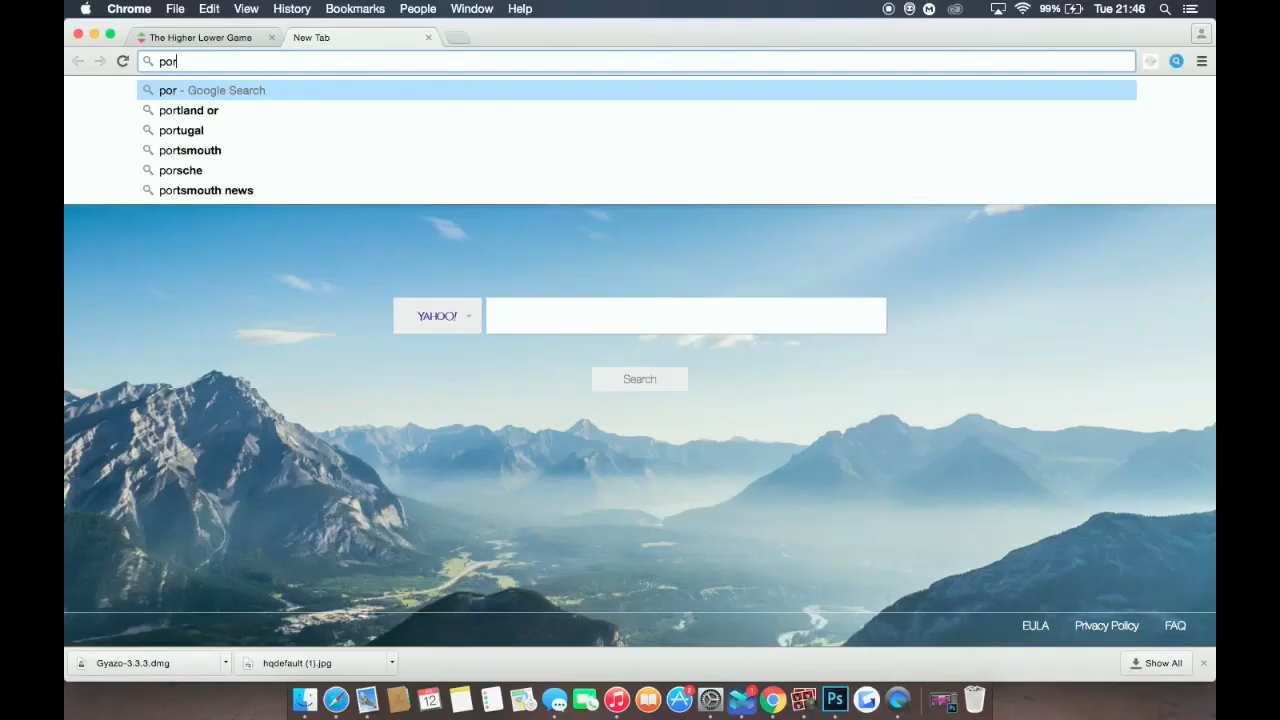 Chrome File Edit View History Bookmarks People Window Help 99% Tue 21:46
The Higher Lower Game New Tab
por
por - Google Search
portland or
portugal
portsmouth
porsche
portsmouth news
YAHOO!
Search
EULA Privacy Policy FAQ
Gyazo-3.3.3.dmg hqdefault (1).jpg Show All
12 Ps